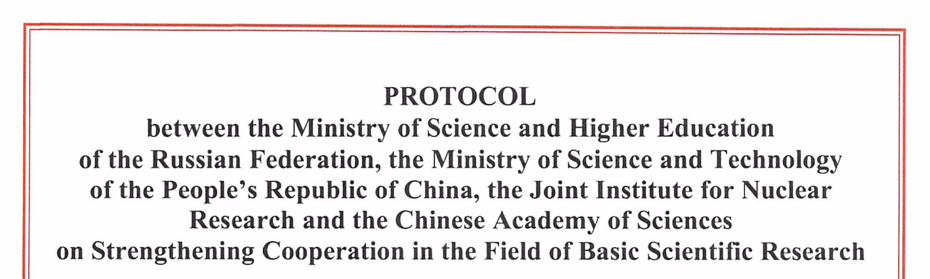 PROTOCOL
between the Ministry of Science and Higher Education
of the Russian Federation, the Ministry of Science and Technology
of the People’s Republic of China, the Joint Institute for Nuclear
Research and the Chinese Academy of Sciences
on Strengthening Cooperation in the Field of Basic Scientific Research